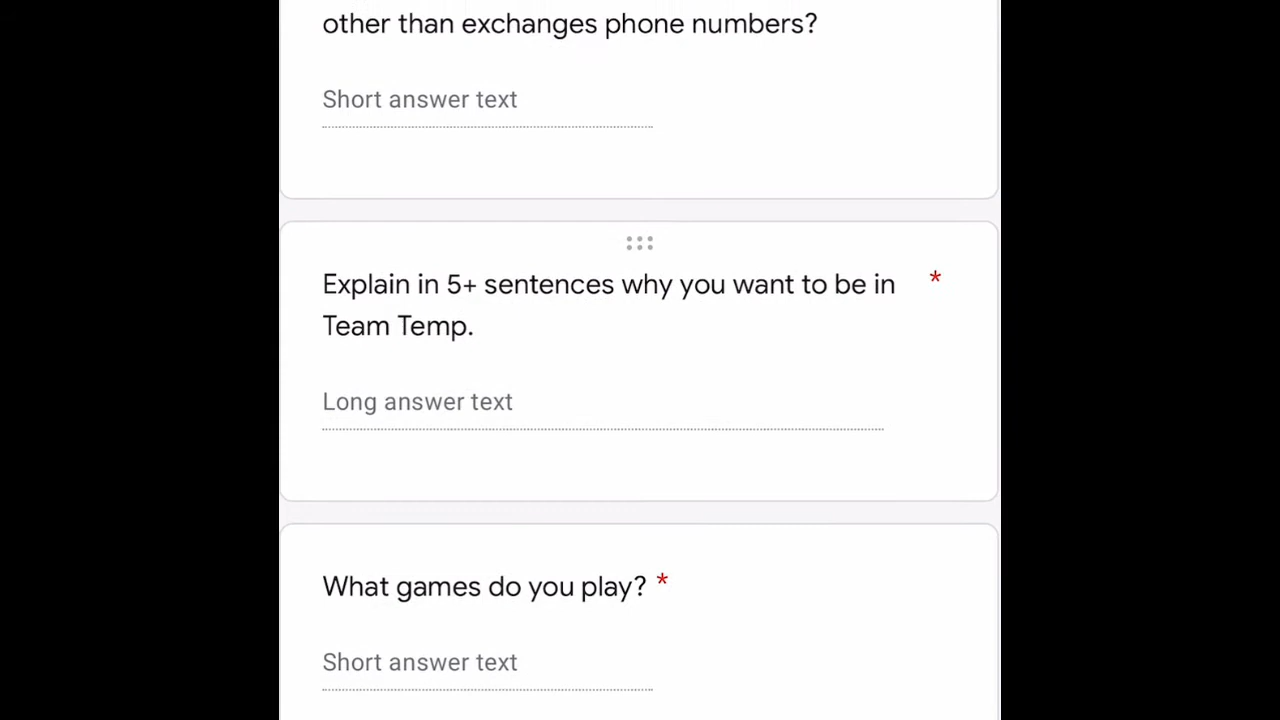 other than exchanges phone numbers?
Short answer text
Explain in 5+ sentences why you want to be in *
Team Temp.
Long answer text
What games do you play? *
Short answer text